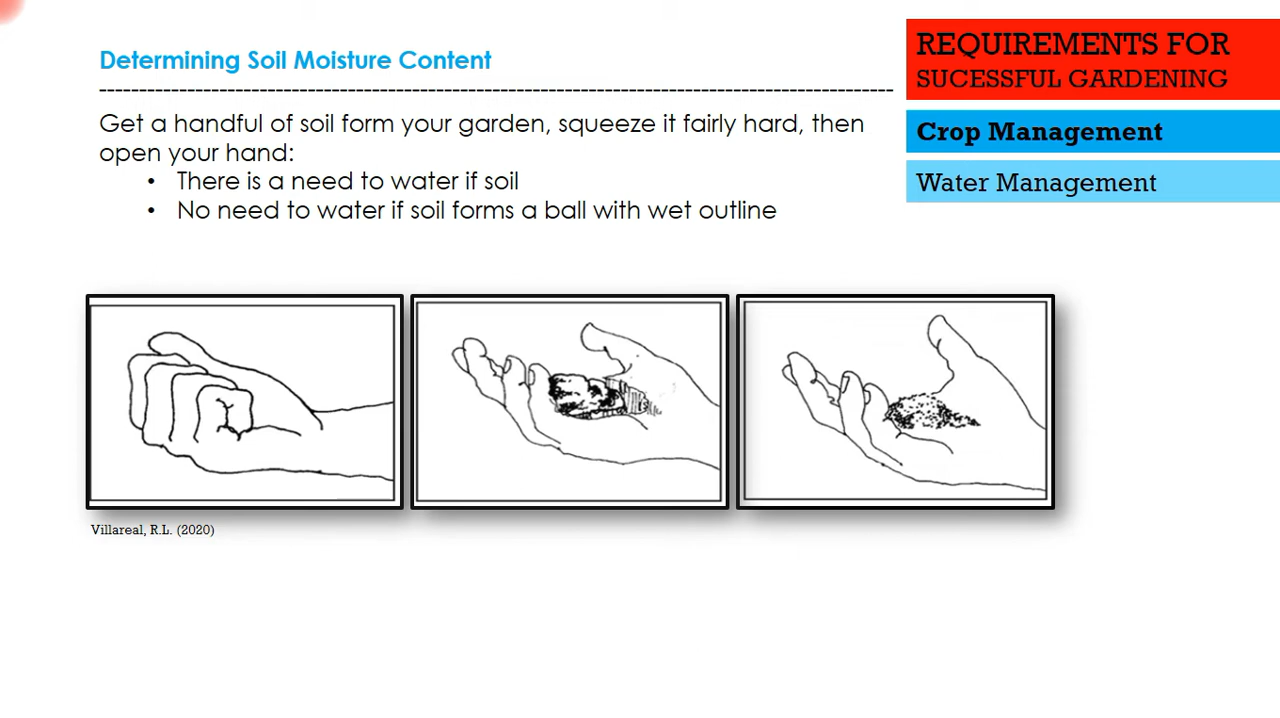 Determining Soil Moisture Content
--------------------------------------------------------------------------------------------------
Get a handful of soil form your garden, squeeze it fairly hard, then
open your hand:
• There is a need to water if soil
• No need to water if soil forms a ball with wet outline
REQUIREMENTS FOR
SUCESSFUL GARDENING
Crop Management
Water Management
Villareal, R.L. (2020)